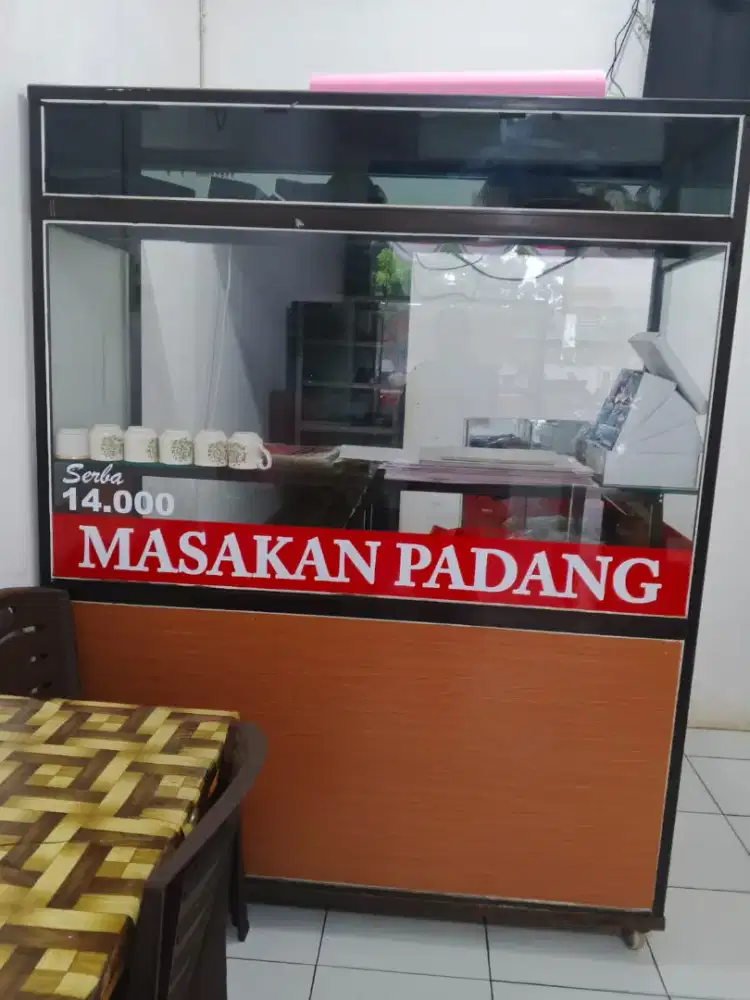 Serba
14.000
MASAKAN PADANG